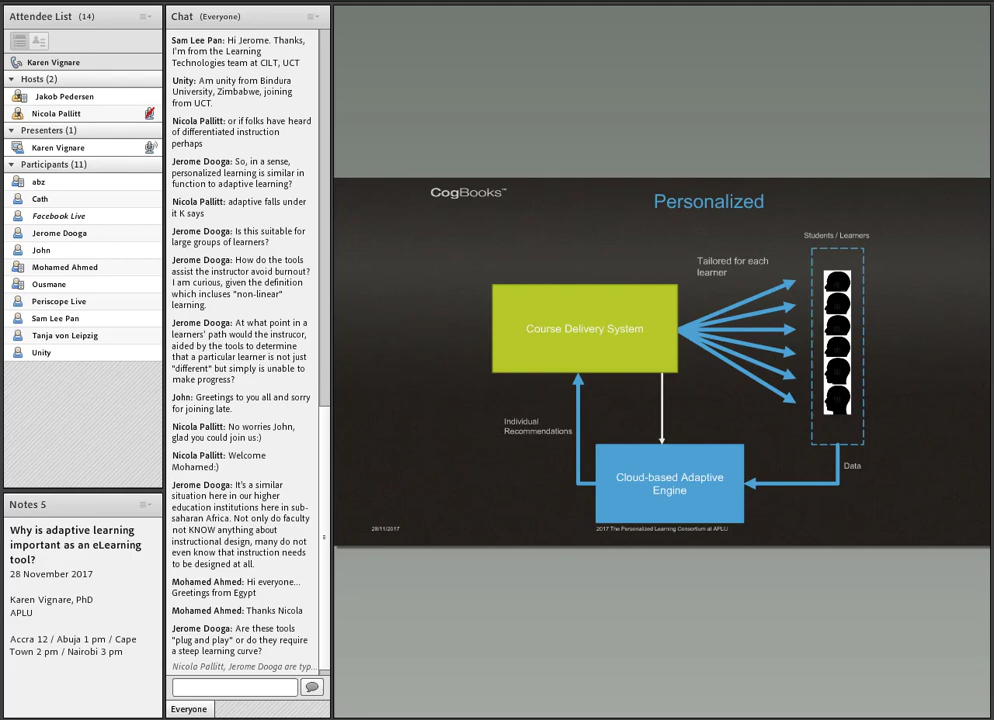 Attendee List (14)
Karen Vignare
Hosts (2)
Jakob Pedersen
Nicola Pallitt
Presenters (1)
Karen Vignare
Participants (11)
abz
Cath
Facebook Live
Jerome Dooga
John
Mohamed Ahmed
Ousmane
Periscope Live
Sam Lee Pan
Tanja von Leipzig
Unity
Notes 5
Why is adaptive learning
important as an eLearning
tool?
28 November 2017
Karen Vignare, PhD
APLU
Accra 12 / Abuja 1 pm / Cape
Town 2 pm / Nairobi 3 pm
Chat (Everyone)
Sam Lee Pan: Hi Jerome. Thanks,
I'm from the Learning
Technologies team at CILT, UCT
Unity: Am unity from Bindura
University, Zimbabwe, joining
from UCT.
Nicola Pallitt: or if folks have heard
of differentiated instruction
perhaps
Jerome Dooga: So, in a sense,
personalized learning is similar in
function to adaptive learning?
Nicola Pallitt: adaptive falls under
it K says
Jerome Dooga: Is this suitable for
large groups of learners?
Jerome Dooga: How do the tools
assist the instructor avoid burnout?
I am curious, given the definition
which incluses "non-linear"
learning.
Jerome Dooga: At what point in a
learners' path would the instrucor,
aided by the tools to determine
that a particular learner is not just
"different" but simply is unable to
make progress?
John: Greetings to you all and sorry
for joining late.
Nicola Pallitt: No worries John,
glad you could join us:)
Nicola Pallitt: Welcome
Mohamed:)
Jerome Dooga: It's a similar
situation here in our higher
education institutions here in sub-
saharan Africa. Not only do faculty
not KNOW anything about
instructional design, many do not
even know that instruction needs
to be designed at all.
Mohamed Ahmed: Hi everyone...
Greetings from Egypt
Mohamed Ahmed: Thanks Nicola
Jerome Dooga: Are these tools
"plug and play" or do they require
a steep learning curve?
Nicola Pallitt, Jerome Dooga are typ...
Everyone
CogBooks™
Personalized
Students / Learners
Tailored for each
learner
Course Delivery System
Individual
Recommendations
Cloud-based Adaptive
Engine
Data
28/11/2017
2017 The Personalized Learning Consortium at APLU